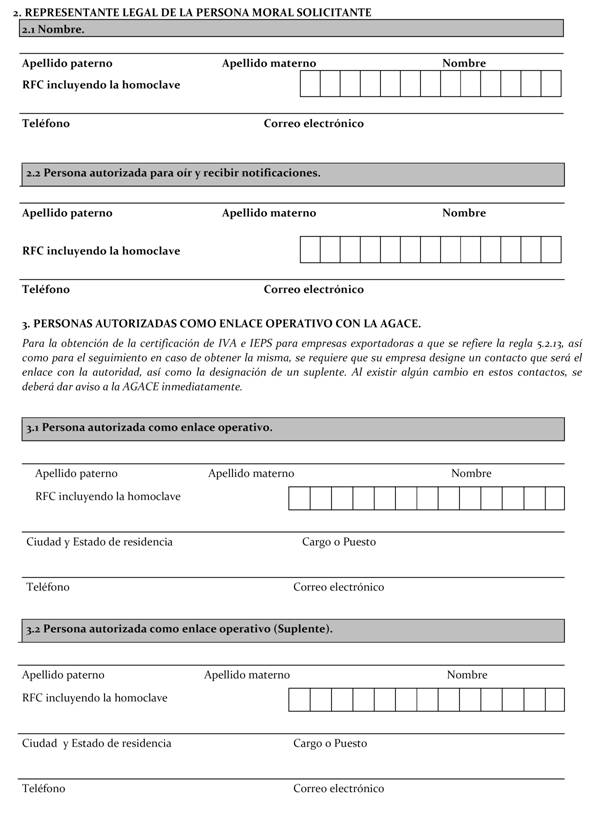 2. REPRESENTANTE LEGAL DE LA PERSONA MORAL SOLICITANTE
2.1 Nombre.
Apellido paterno Apellido materno Nombre
RFC incluyendo la homoclave
Teléfono Correo electrónico
2.2 Persona autorizada para oír y recibir notificaciones.
Apellido paterno Apellido materno Nombre
RFC incluyendo la homoclave
Teléfono Correo electrónico
3. PERSONAS AUTORIZADAS COMO ENLACE OPERATIVO CON LA AGACE.
Para la obtención de la certificación de IVA e IEPS para empresas exportadoras a que se refiere la regla 5.2.13, así
como para el seguimiento en caso de obtener la misma, se requiere que su empresa designe un contacto que será el
enlace con la autoridad, así como la designación de un suplente. Al existir algún cambio en estos contactos, se
deberá dar aviso a la AGACE inmediatamente.
3.1 Persona autorizada como enlace operativo.
Apellido paterno Apellido materno Nombre
RFC incluyendo la homoclave
Ciudad y Estado de residencia Cargo o Puesto
Teléfono Correo electrónico
3.2 Persona autorizada como enlace operativo (Suplente).
Apellido paterno Apellido materno Nombre
RFC incluyendo la homoclave
Ciudad y Estado de residencia Cargo o Puesto
Teléfono Correo electrónico